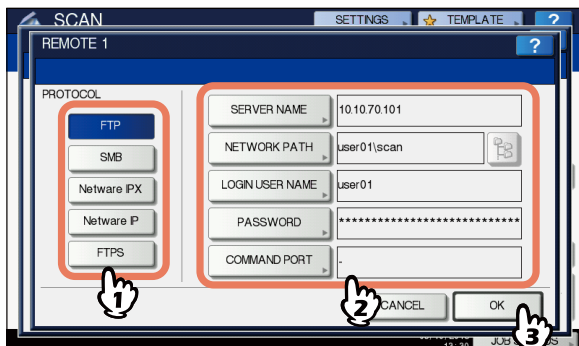 SCAN
SETTINGS
TEMPLATE
?
REMOTE 1
?
PROTOCOL
FTP
SMB
Netware IPX
Netware IP
FTPS
SERVER NAME
10.10.70.101
NETWORK PATH
user01\scan
LOGIN USER NAME
user01
PASSWORD
****************************
COMMAND PORT
-
1
2
CANCEL
OK
3
JOB